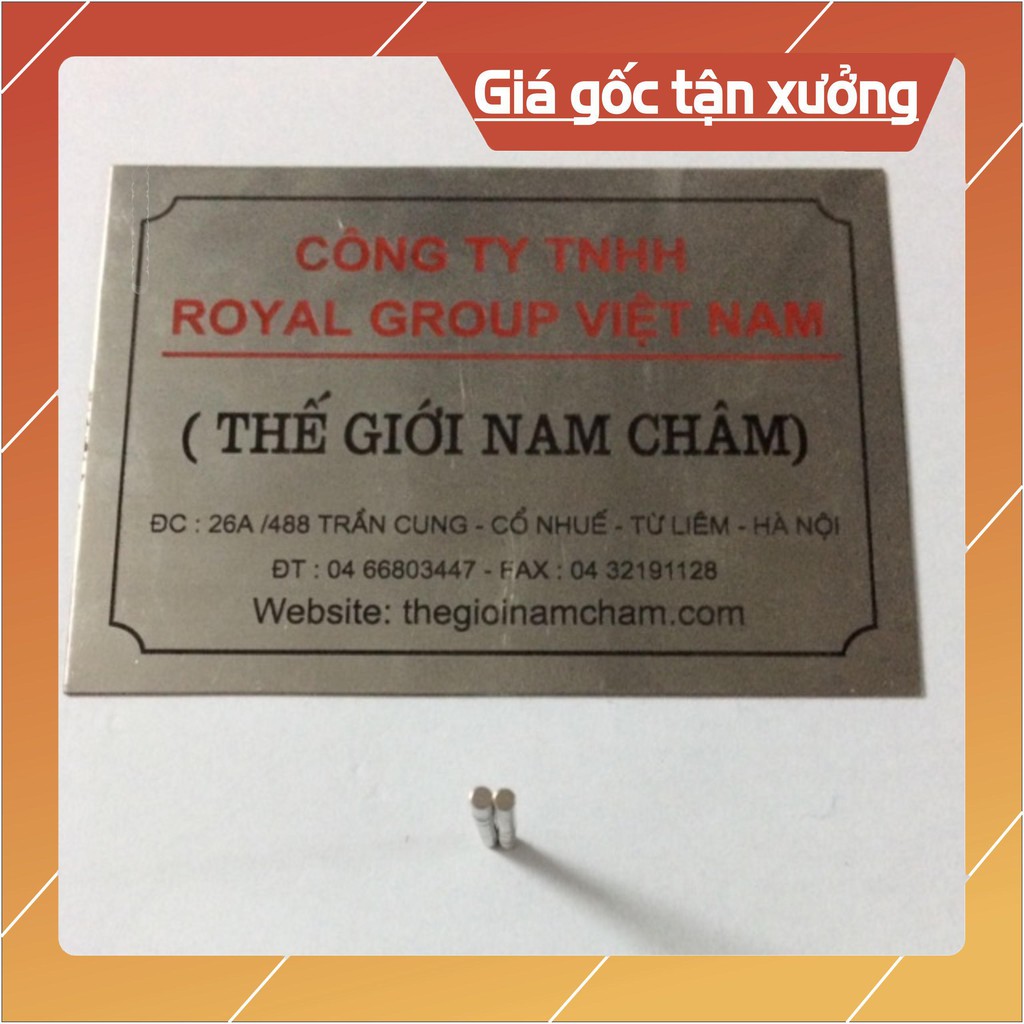 Giá gốc tận xưởng
CÔNG TY TNHH
ROYAL GROUP VIỆT NAM
( THẾ GIỚI NAM CHÂM)
ĐC : 26A /488 TRẦN CUNG - CỔ NHUẾ - TỪ LIÊM - HÀ NỘI
ĐT : 04 66803447 - FAX : 04 32191128
Website: thegioinamcham.com